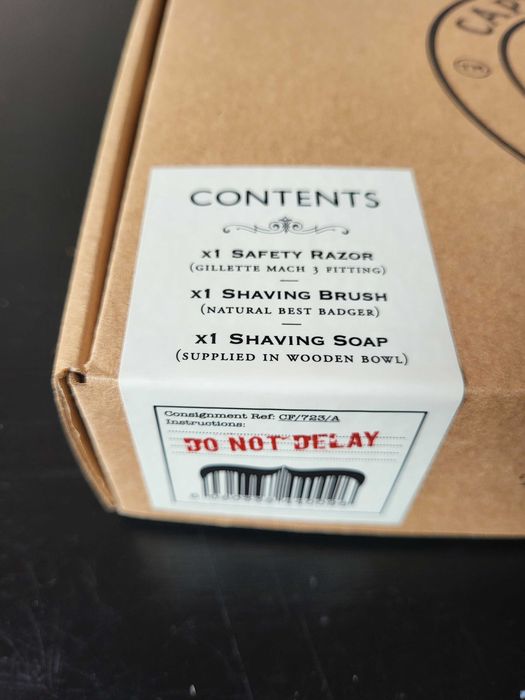 CONTENTS
x1 Safety Razor
(Gillette Mach 3 Fitting)
x1 Shaving Brush
(Natural Best Badger)
x1 Shaving Soap
(Supplied in Wooden Bowl)
Consignment Ref: CF/723/A
Instructions:
DO NOT DELAY